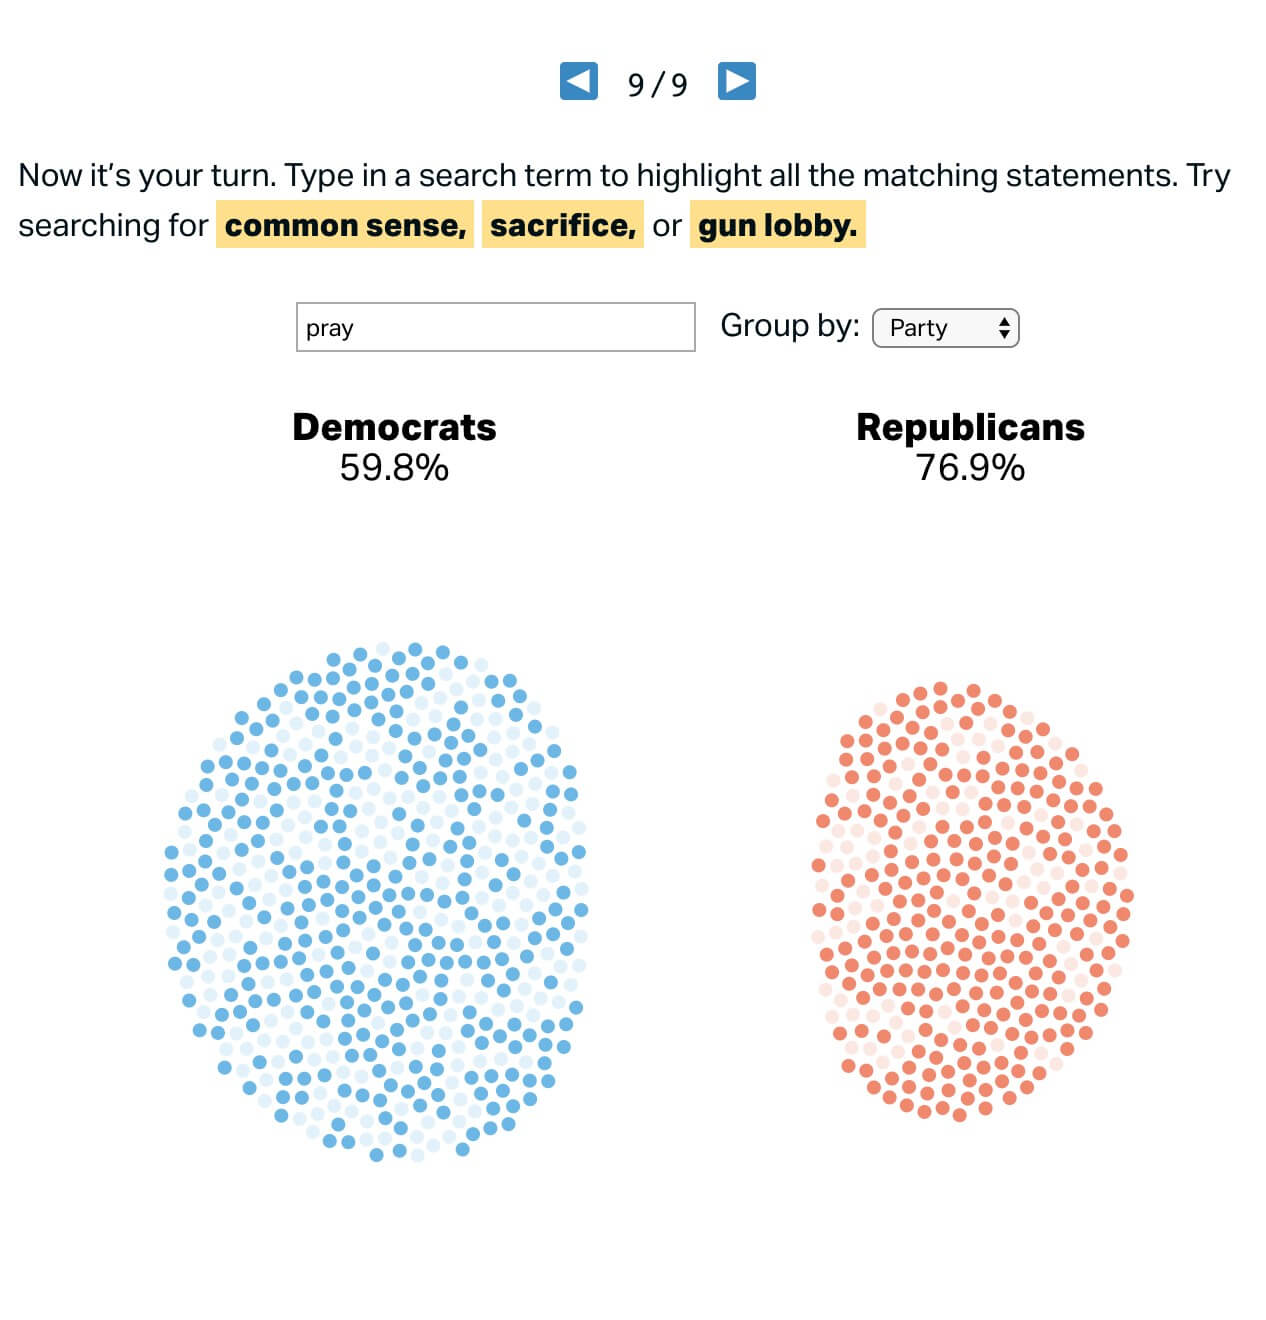 9/9
Now it's your turn. Type in a search term to highlight all the matching statements. Try
searching for common sense, sacrifice, or gun lobby.
pray Group by: Party
Democrats Republicans
59.8% 76.9%